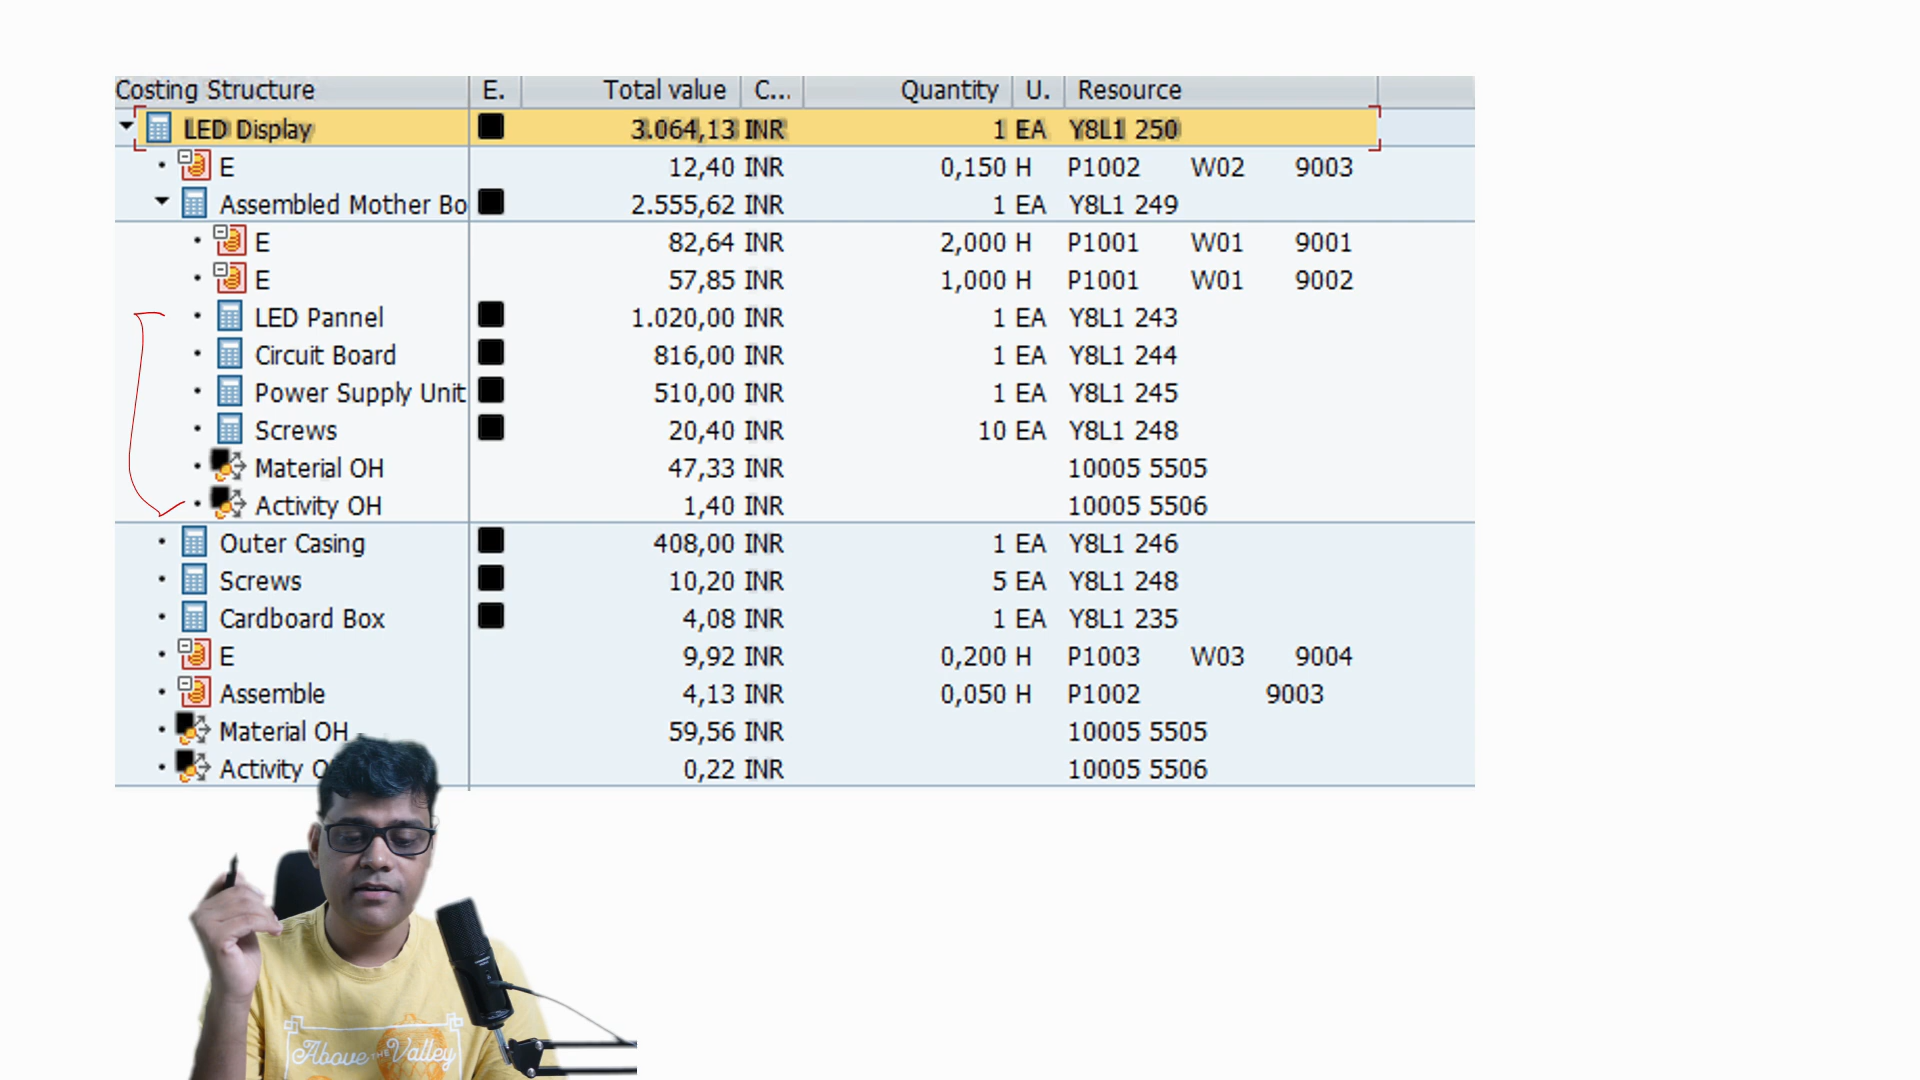 Costing Structure E. Total value C... Quantity U. Resource
LED Display 3.064,13 INR 1 EA Y8L1 250
E 12,40 INR 0,150 H P1002 W02 9003
Assembled Mother Bo 2.555,62 INR 1 EA Y8L1 249
E 82,64 INR 2,000 H P1001 W01 9001
E 57,85 INR 1,000 H P1001 W01 9002
LED Pannel 1.020,00 INR 1 EA Y8L1 243
Circuit Board 816,00 INR 1 EA Y8L1 244
Power Supply Unit 510,00 INR 1 EA Y8L1 245
Screws 20,40 INR 10 EA Y8L1 248
Material OH 47,33 INR 10005 5505
Activity OH 1,40 INR 10005 5506
Outer Casing 408,00 INR 1 EA Y8L1 246
Screws 10,20 INR 5 EA Y8L1 248
Cardboard Box 4,08 INR 1 EA Y8L1 235
E 9,92 INR 0,200 H P1003 W03 9004
Assemble 4,13 INR 0,050 H P1002 9003
Material OH 59,56 INR 10005 5505
Activity O 0,22 INR 10005 5506
Above THE Valley